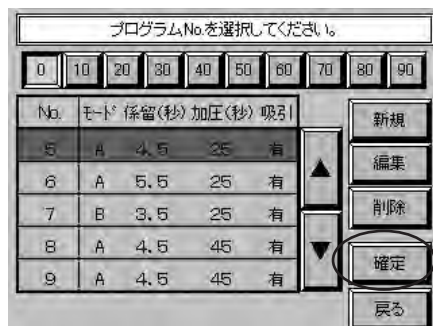 プログラムNo.を選択してください。
0 10 20 30 40 50 60 70 80 90
No. モード 係留(秒) 加圧(秒) 吸引
5 A 4.5 25 有
6 A 5.5 25 有
7 B 3.5 25 有
8 A 4.5 45 有
9 A 4.5 45 有
▲
▼
新規
編集
削除
確定
戻る